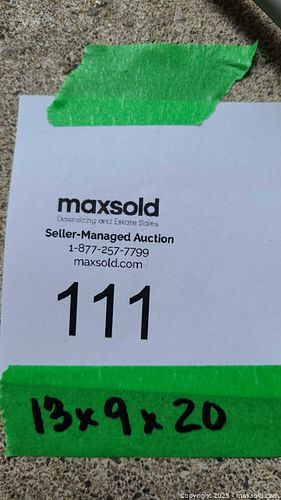 maxsold
Downsizing and Estate Sales
Seller-Managed Auction
1-877-257-7799
maxsold.com
111
13x9x20
Copyright 2025 - maxsold.com